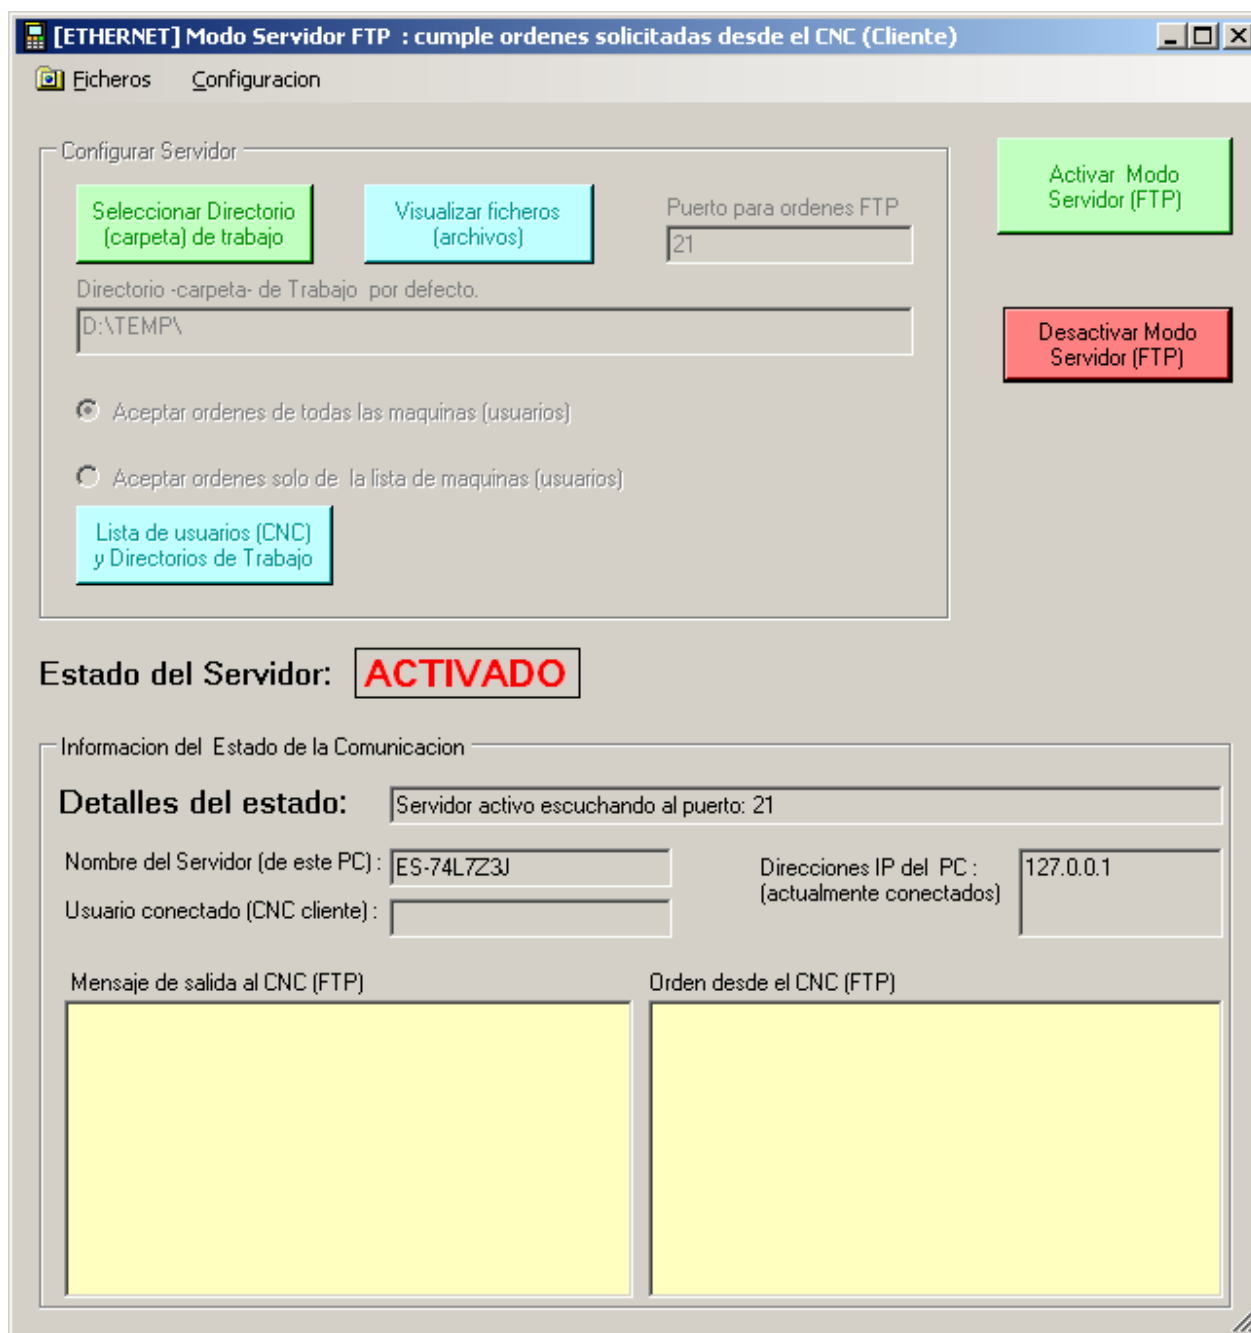 [ETHERNET] Modo Servidor FTP : cumple ordenes solicitadas desde el CNC (Cliente)
Ficheros Configuracion
Configurar Servidor
Seleccionar Directorio
(carpeta) de trabajo
Visualizar ficheros
(archivos)
Puerto para ordenes FTP
21
Activar Modo
Servidor (FTP)
Directorio -carpeta- de Trabajo por defecto.
D:\TEMP\
Desactivar Modo
Servidor (FTP)
Aceptar ordenes de todas las maquinas (usuarios)
Aceptar ordenes solo de la lista de maquinas (usuarios)
Lista de usuarios (CNC)
y Directorios de Trabajo
Estado del Servidor: ACTIVADO
Informacion del Estado de la Comunicacion
Detalles del estado: Servidor activo escuchando al puerto: 21
Nombre del Servidor (de este PC) : ES-74L7Z3J
Direcciones IP del PC :
(actualmente conectados)
127.0.0.1
Usuario conectado (CNC cliente) :
Mensaje de salida al CNC (FTP)
Orden desde el CNC (FTP)